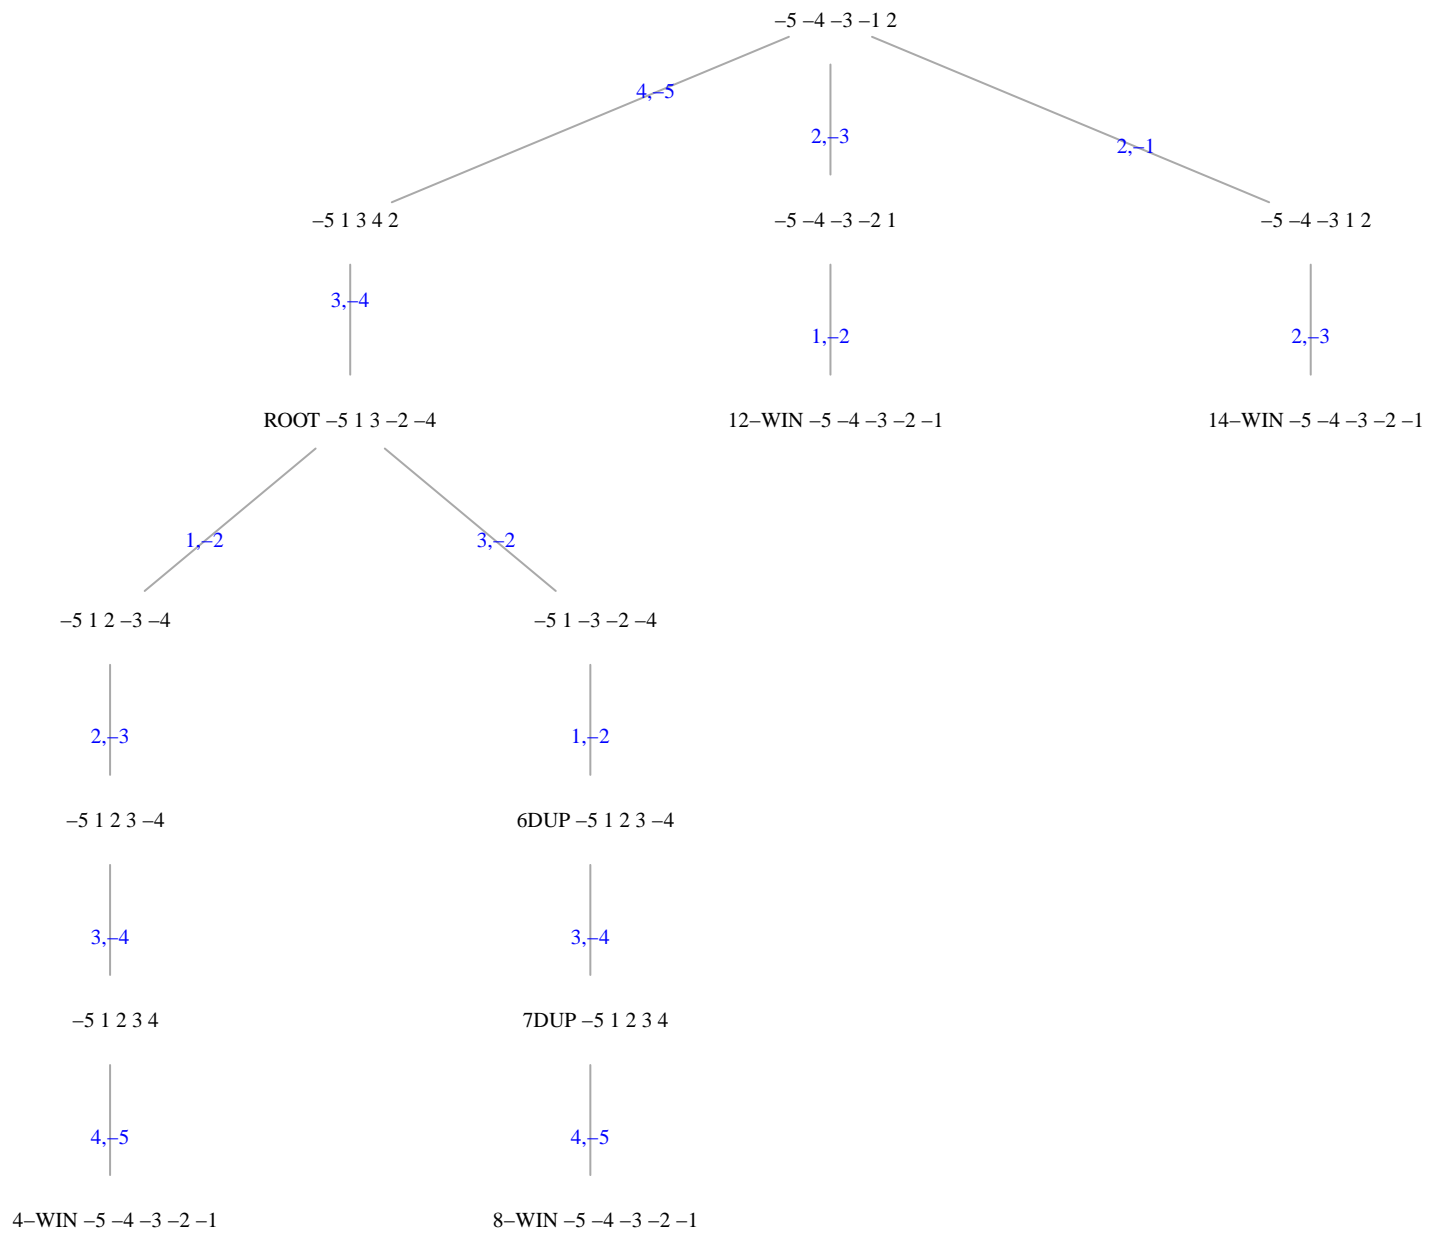 −5 −4 −3 −1 2
4,−5
2,−3
2,−1
−5 1 3 4 2
−5 −4 −3 −2 1
−5 −4 −3 1 2
3,−4
1,−2
2,−3
ROOT −5 1 3 −2 −4
12−WIN −5 −4 −3 −2 −1
14−WIN −5 −4 −3 −2 −1
1,−2
3,−2
−5 1 2 −3 −4
−5 1 −3 −2 −4
2,−3
1,−2
−5 1 2 3 −4
6DUP −5 1 2 3 −4
3,−4
3,−4
−5 1 2 3 4
7DUP −5 1 2 3 4
4,−5
4,−5
4−WIN −5 −4 −3 −2 −1
8−WIN −5 −4 −3 −2 −1